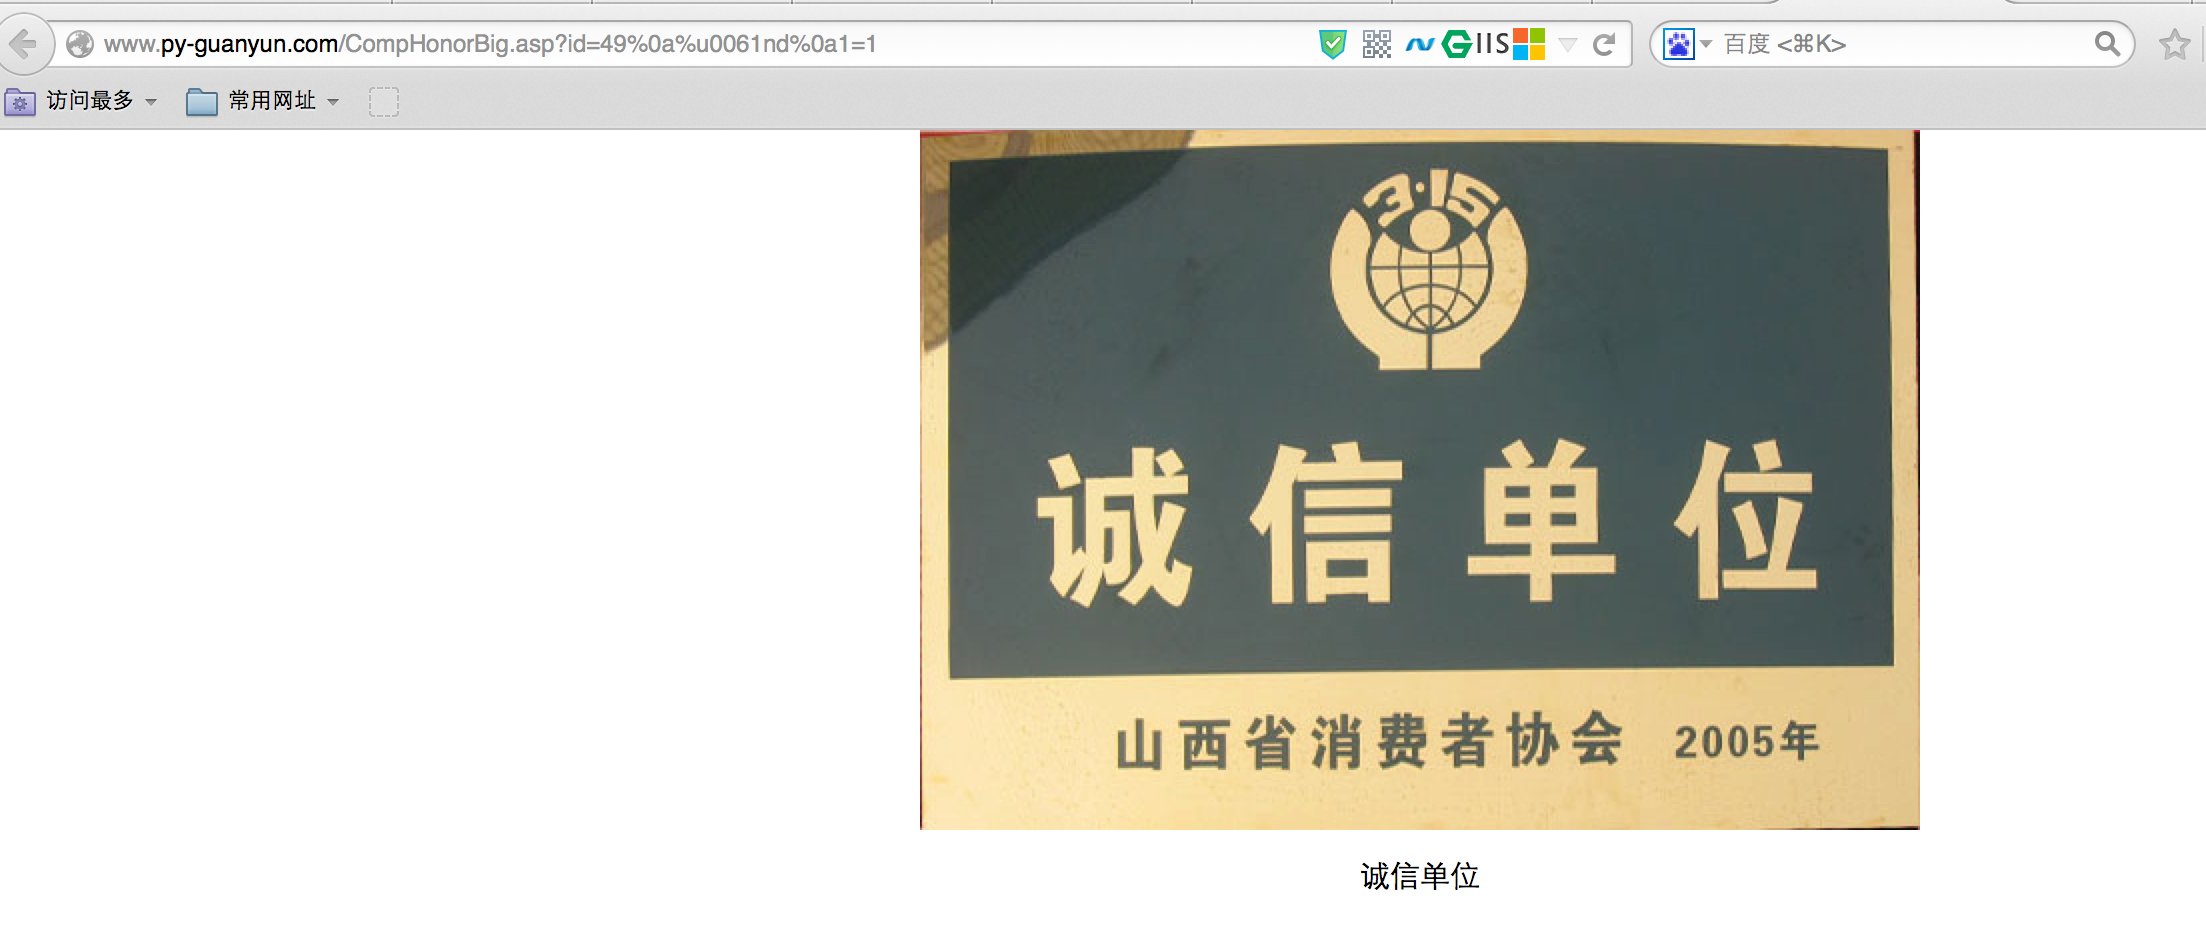 www.py-guanyun.com/CompHonorBig.asp?id=49%0a%u0061nd%0a1=1
IIS
百度 <⌘K>
访问最多
常用网址
3·15
诚信单位
山西省消费者协会 2005年
诚信单位